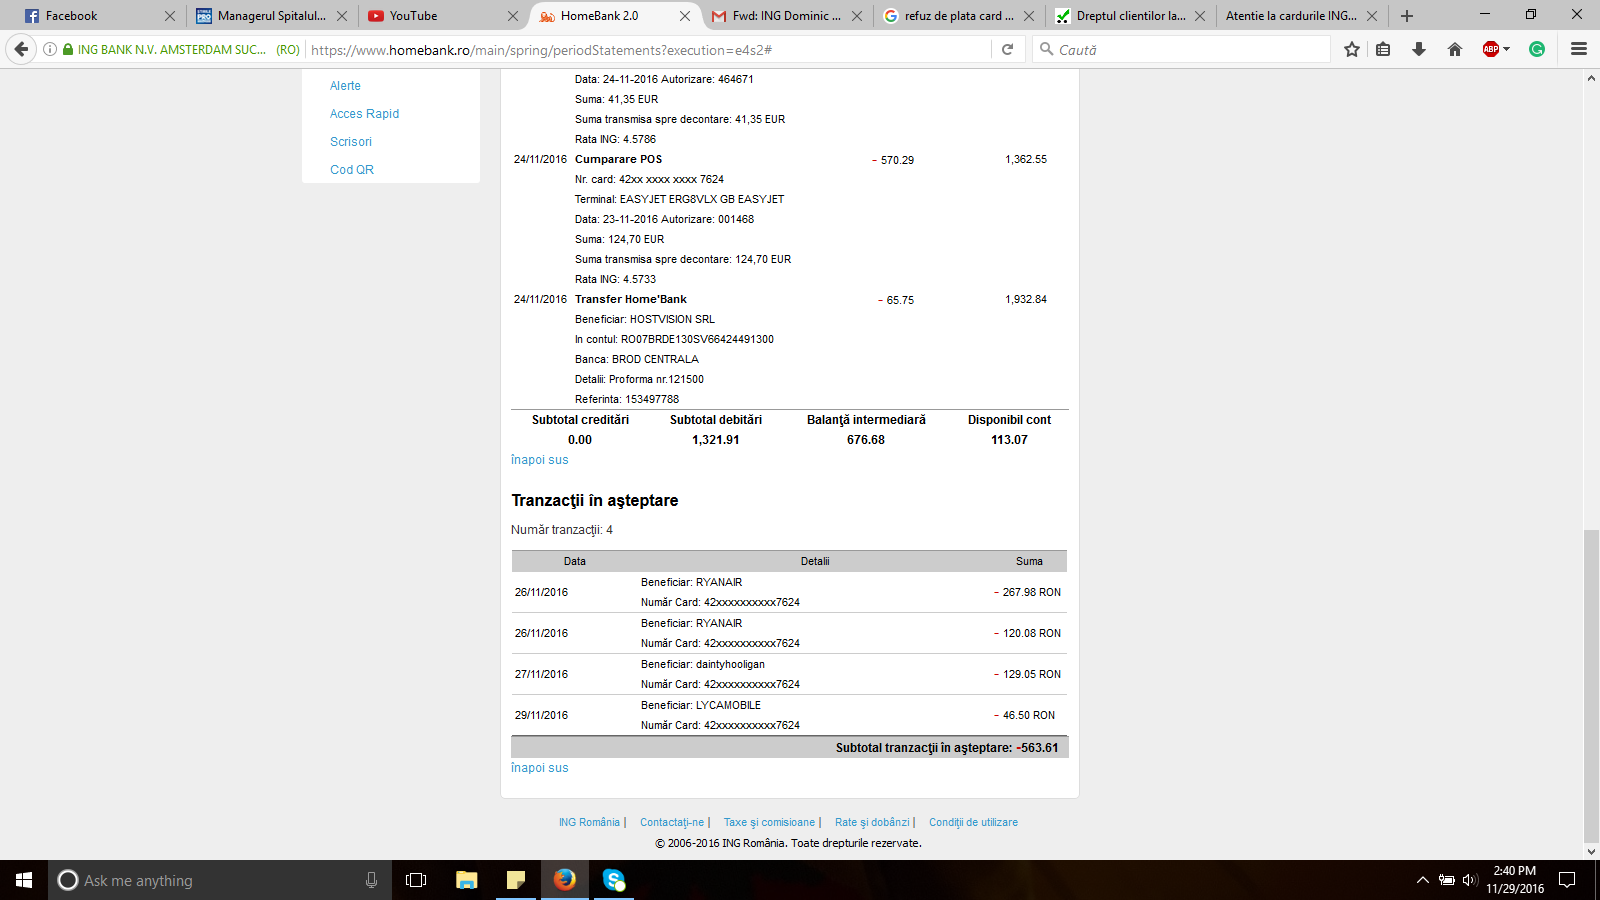 Facebook
Managerul Spitalul...
YouTube
HomeBank 2.0
Fwd: ING Dominic ...
refuz de plata card ...
Dreptul clientilor la...
Atentie la cardurile ING...
ING BANK N.V. AMSTERDAM SUC... (RO)
https://www.homebank.ro/main/spring/periodStatements?execution=e4s2#
Caută
ABP
Alerte
Acces Rapid
Scrisori
Cod QR
Data: 24-11-2016 Autorizare: 464671
Suma: 41,35 EUR
Suma transmisa spre decontare: 41,35 EUR
Rata ING: 4.5786
24/11/2016 Cumparare POS - 570.29 1,362.55
Nr. card: 42xx xxxx xxxx 7624
Terminal: EASYJET ERG8VLX GB EASYJET
Data: 23-11-2016 Autorizare: 001468
Suma: 124,70 EUR
Suma transmisa spre decontare: 124,70 EUR
Rata ING: 4.5733
24/11/2016 Transfer Home'Bank - 65.75 1,932.84
Beneficiar: HOSTVISION SRL
In contul: RO07BRDE130SV66424491300
Banca: BROD CENTRALA
Detalii: Proforma nr.121500
Referinta: 153497788
Subtotal creditări Subtotal debitări Balanţă intermediară Disponibil cont
0.00 1,321.91 676.68 113.07
înapoi sus
Tranzacţii în aşteptare
Număr tranzacţii: 4
Data Detalii Suma
Beneficiar: RYANAIR
26/11/2016 - 267.98 RON
Număr Card: 42xxxxxxxxxx7624
Beneficiar: RYANAIR
26/11/2016 - 120.08 RON
Număr Card: 42xxxxxxxxxx7624
Beneficiar: daintyhooligan
27/11/2016 - 129.05 RON
Număr Card: 42xxxxxxxxxx7624
Beneficiar: LYCAMOBILE
29/11/2016 - 46.50 RON
Număr Card: 42xxxxxxxxxx7624
Subtotal tranzacţii în aşteptare: -563.61
înapoi sus
ING România | Contactaţi-ne | Taxe şi comisioane | Rate şi dobânzi | Condiţii de utilizare
© 2006-2016 ING România. Toate drepturile rezervate.
Ask me anything
2:40 PM
11/29/2016